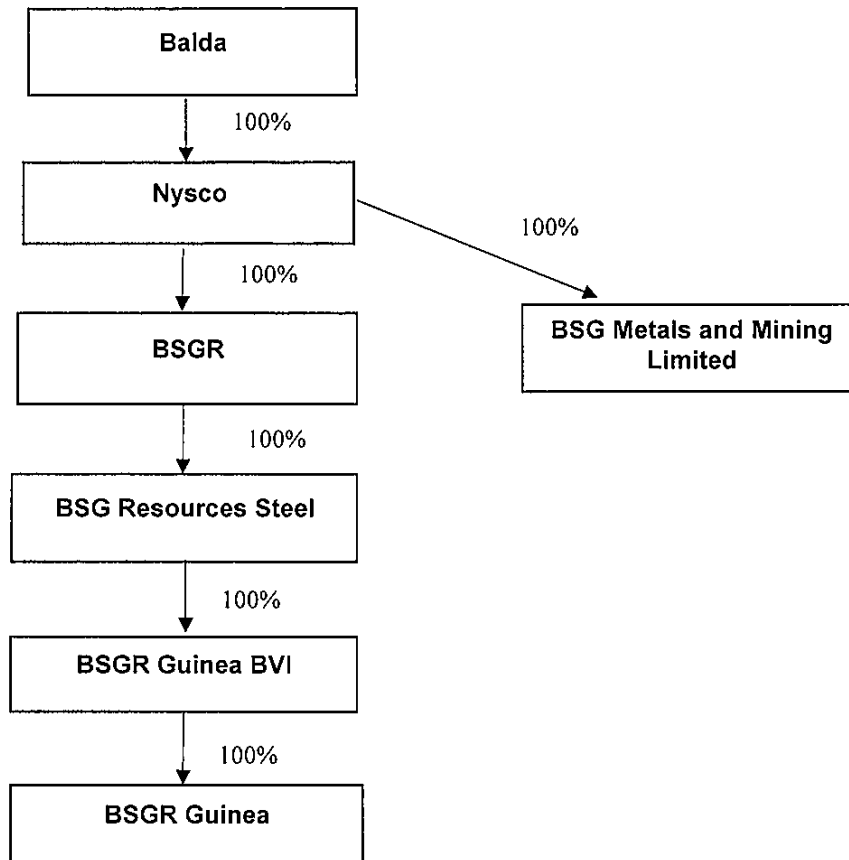 Balda
100%
Nysco
100%
100%
BSGR
BSG Metals and Mining
Limited
100%
BSG Resources Steel
100%
BSGR Guinea BVI
100%
BSGR Guinea